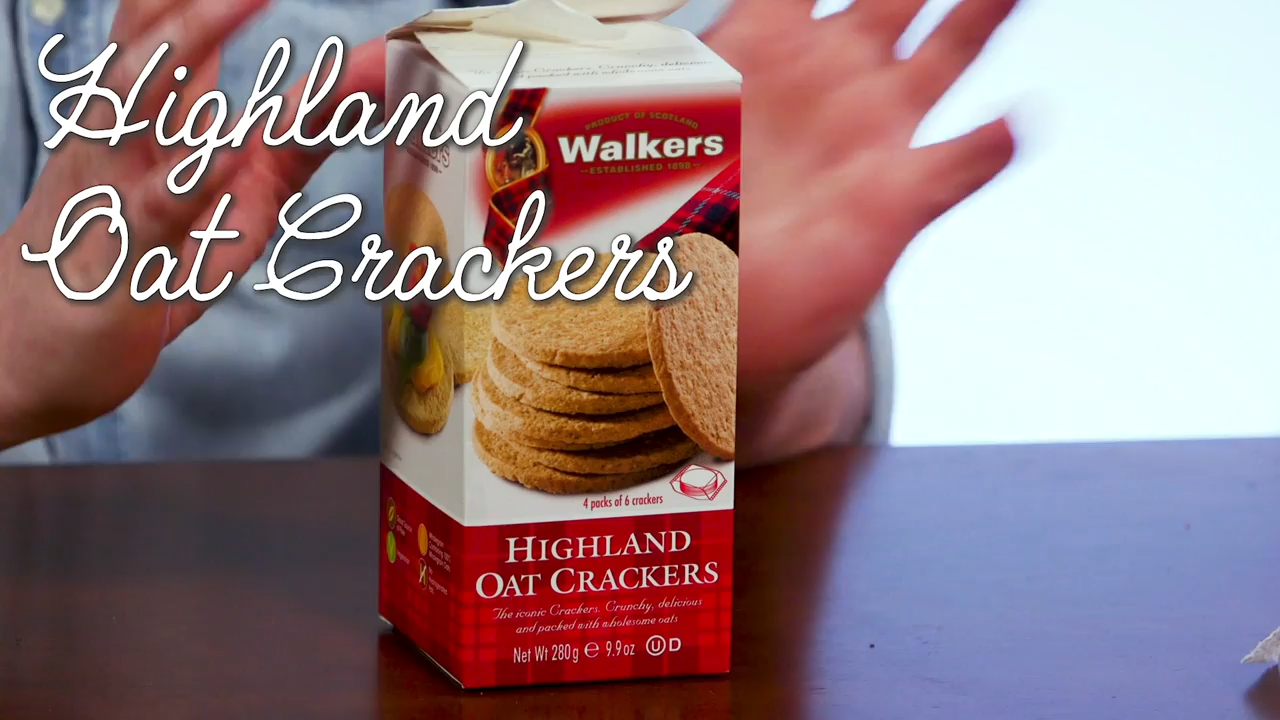 Highland
Oat Crackers
PRODUCT OF SCOTLAND
Walkers
ESTABLISHED 1898
4 packs of 6 crackers
HIGHLAND
OAT CRACKERS
The iconic Crackers. Crunchy, delicious
and packed with wholesome oats
Net Wt 280g e 9.9oz U D